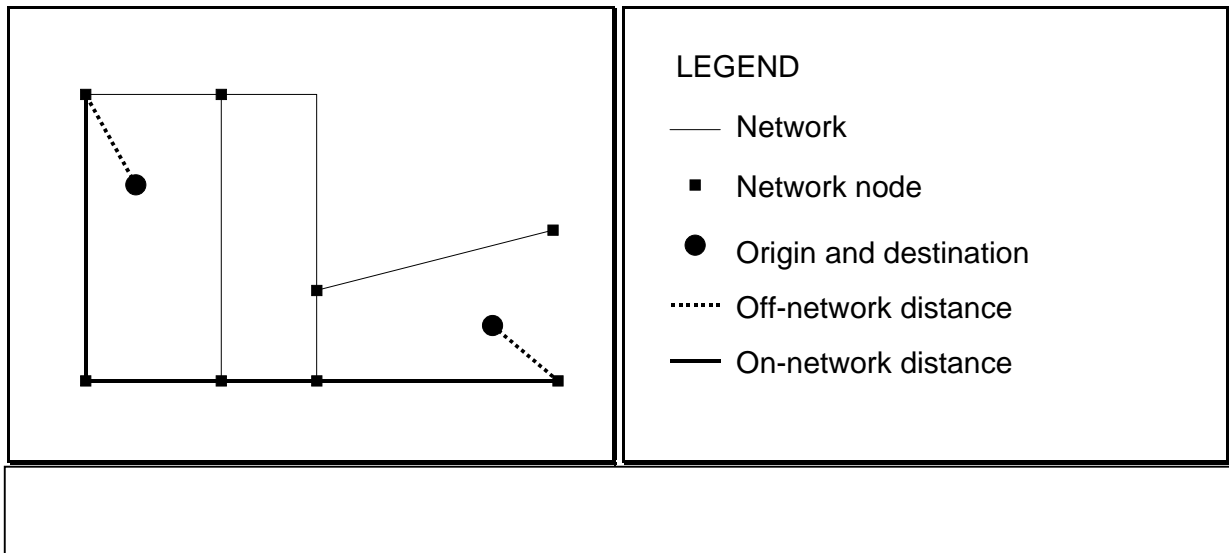 LEGEND
Network
Network node
Origin and destination
Off-network distance
On-network distance